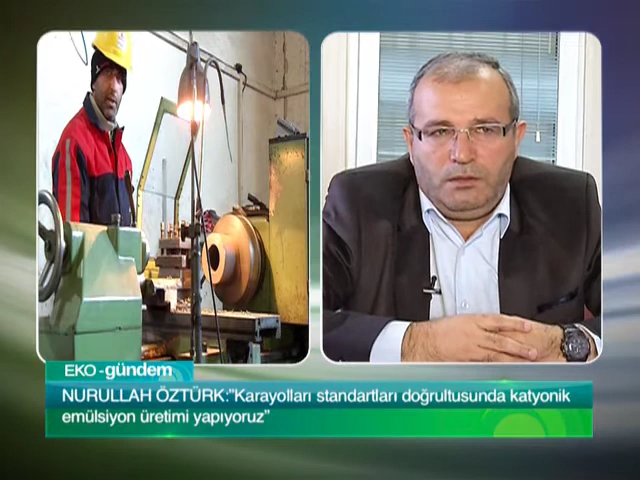 EKO-gündem
NURULLAH ÖZTÜRK:"Karayolları standartları doğrultusunda katyonik
emülsiyon üretimi yapıyoruz"